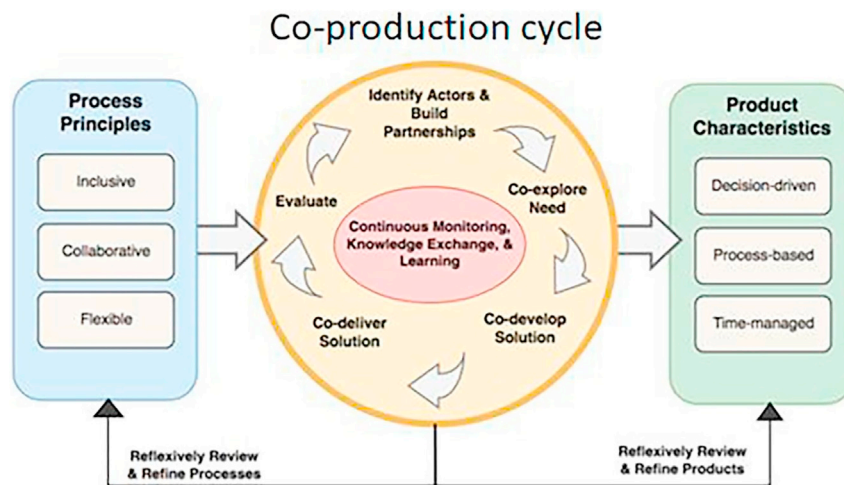 Co-production cycle
Process
Principles
Inclusive
Collaborative
Flexible
Identify Actors &
Build
Partnerships
Co-explore
Need
Co-develop
Solution
Co-deliver
Solution
Evaluate
Continuous Monitoring,
Knowledge Exchange, &
Learning
Product
Characteristics
Decision-driven
Process-based
Time-managed
Reflexively Review
& Refine Processes
Reflexively Review
& Refine Products